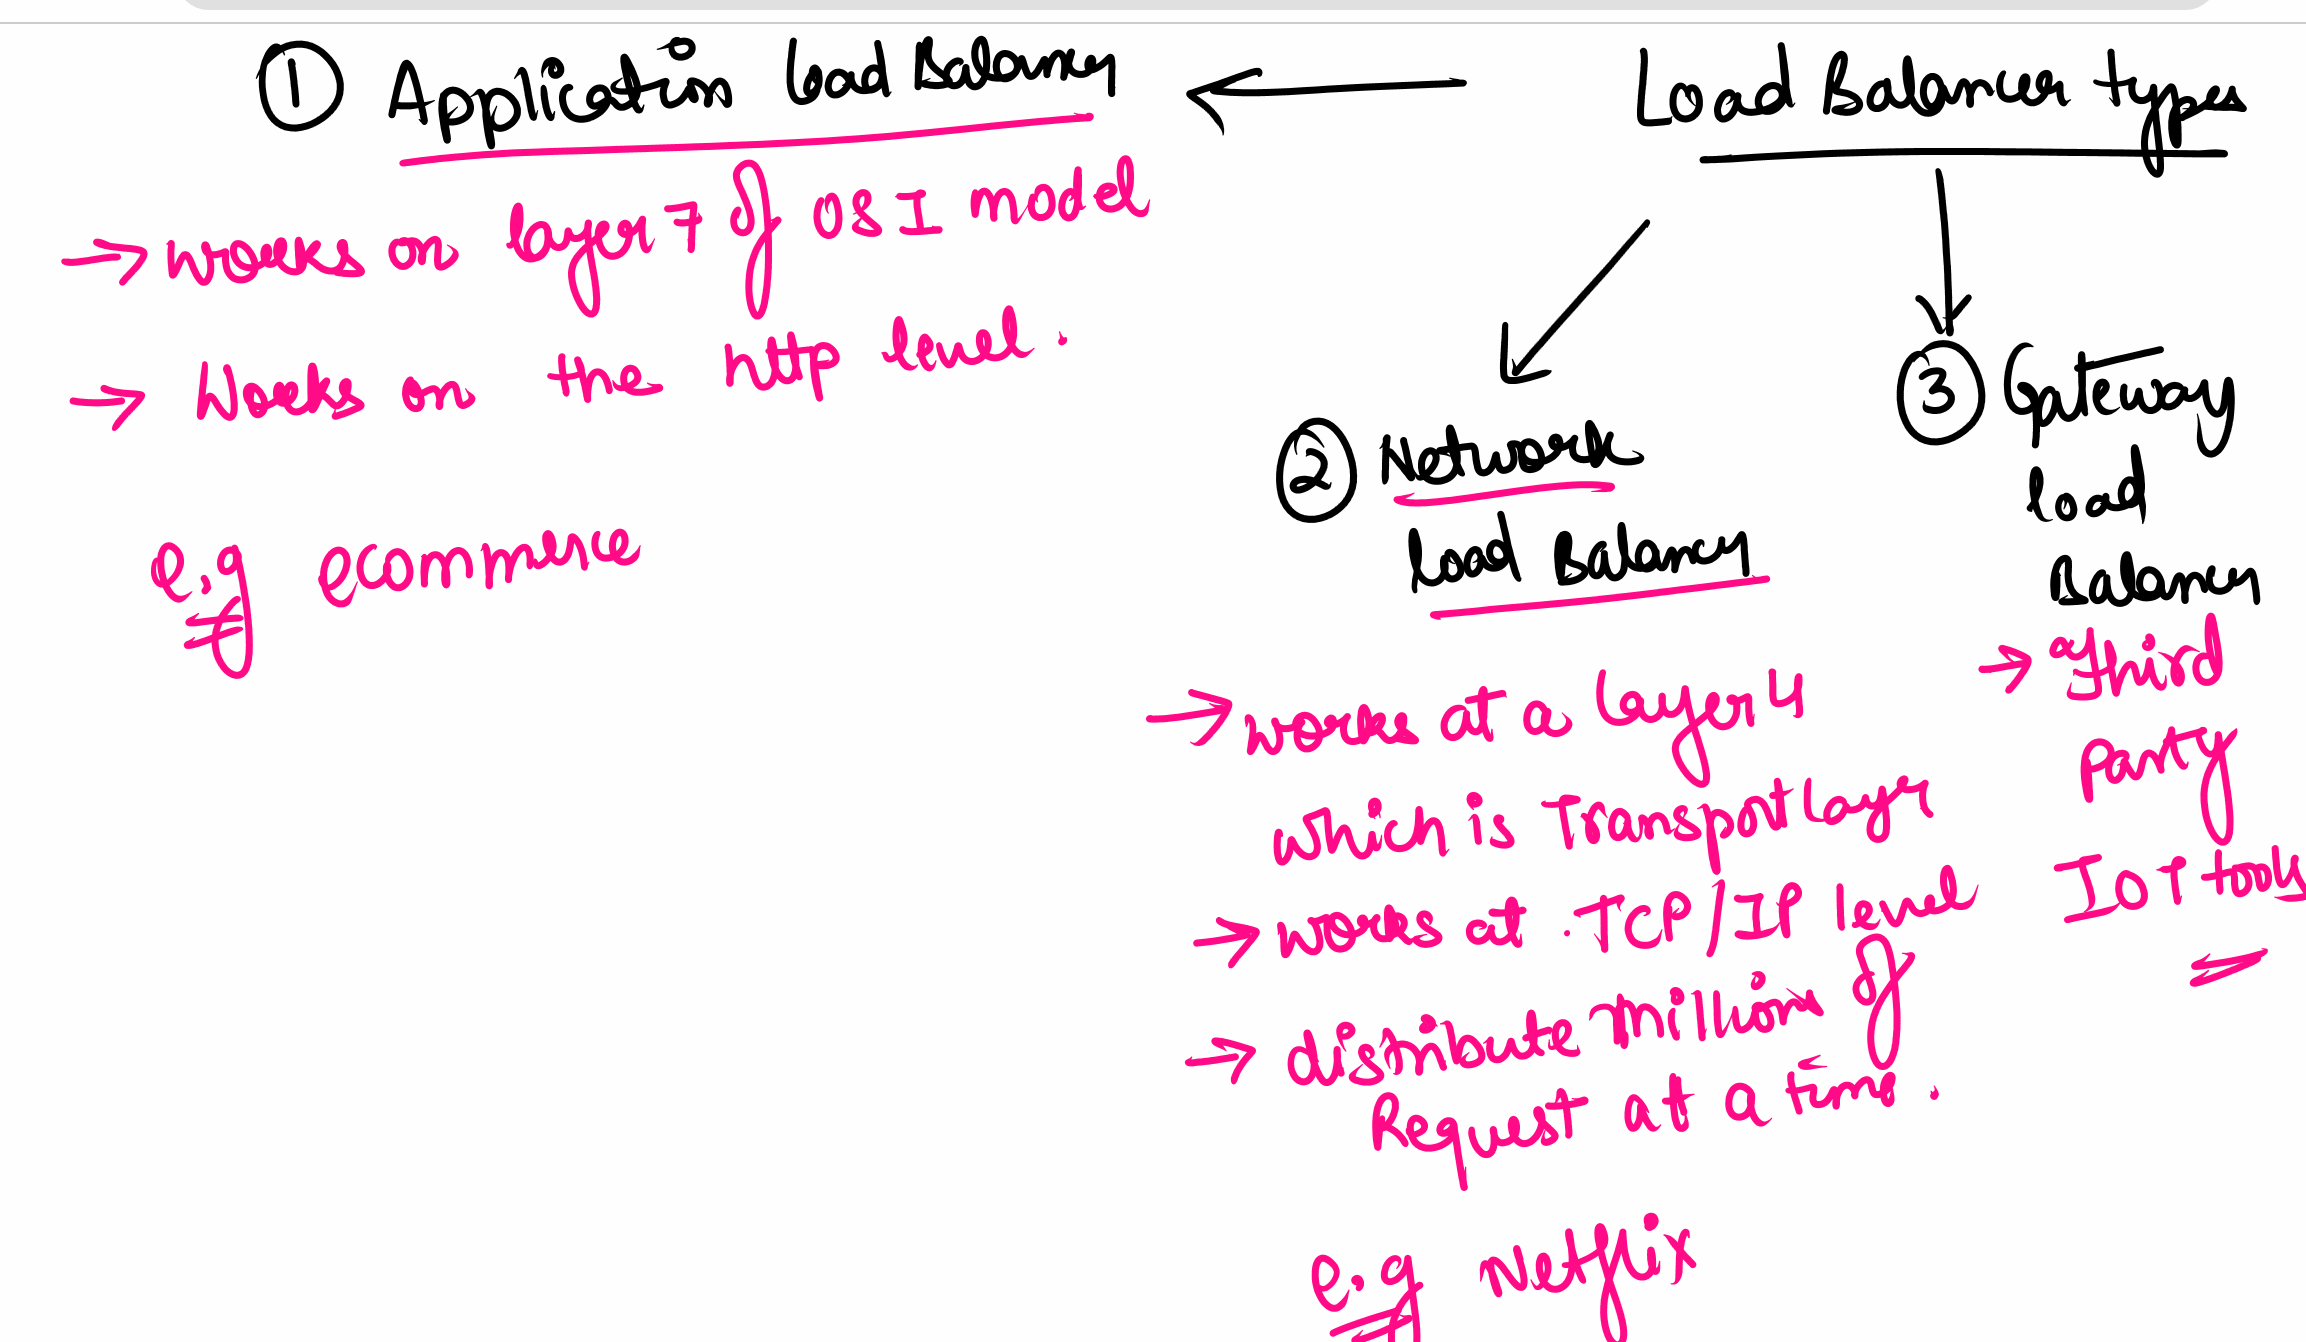 Load Balancer types
① Application Load Balancer
→ works on layer 7 of OSI model
→ Works on the http level.
e.g ecommerce
② Network
Load Balancer
→ works at a layer 4
which is Transport layer
→ works at TCP/IP level
→ distribute millions of
Request at a time.
e.g Netflix
③ Gateway
Load
Balancer
→ Third
Party
IOT tools